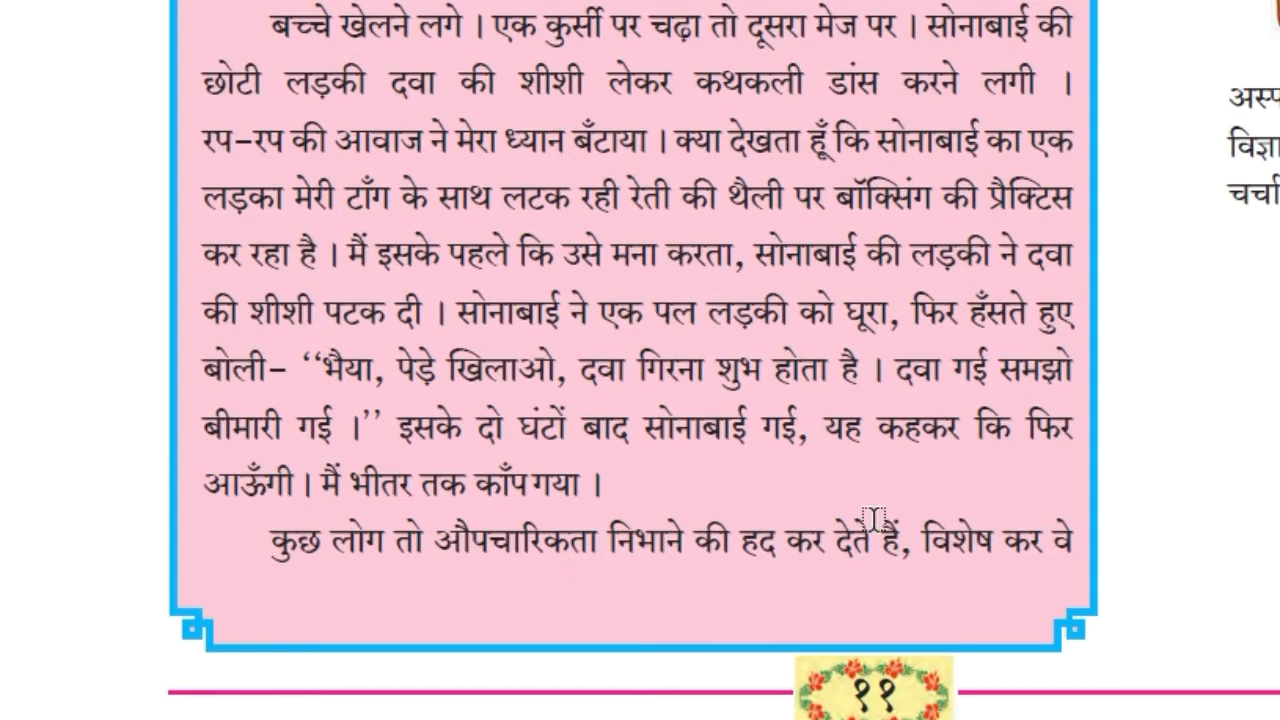 बच्चे खेलने लगे । एक कुर्सी पर चढ़ा तो दूसरा मेज पर । सोनाबाई की
छोटी लड़की दवा की शीशी लेकर कथकली डांस करने लगी ।
रप–रप की आवाज ने मेरा ध्यान बँटाया । क्या देखता हूँ कि सोनाबाई का एक
लड़का मेरी टाँग के साथ लटक रही रेती की थैली पर बॉक्सिंग की प्रैक्टिस
कर रहा है । मैं इसके पहले कि उसे मना करता, सोनाबाई की लड़की ने दवा
की शीशी पटक दी । सोनाबाई ने एक पल लड़की को घूरा, फिर हँसते हुए
बोली– ‘‘भैया, पेड़े खिलाओ, दवा गिरना शुभ होता है । दवा गई समझो
बीमारी गई ।’’ इसके दो घंटों बाद सोनाबाई गई, यह कहकर कि फिर
आऊँगी । मैं भीतर तक काँप गया ।
कुछ लोग तो औपचारिकता निभाने की हद कर देते हैं, विशेष कर वे
११
चर्चा